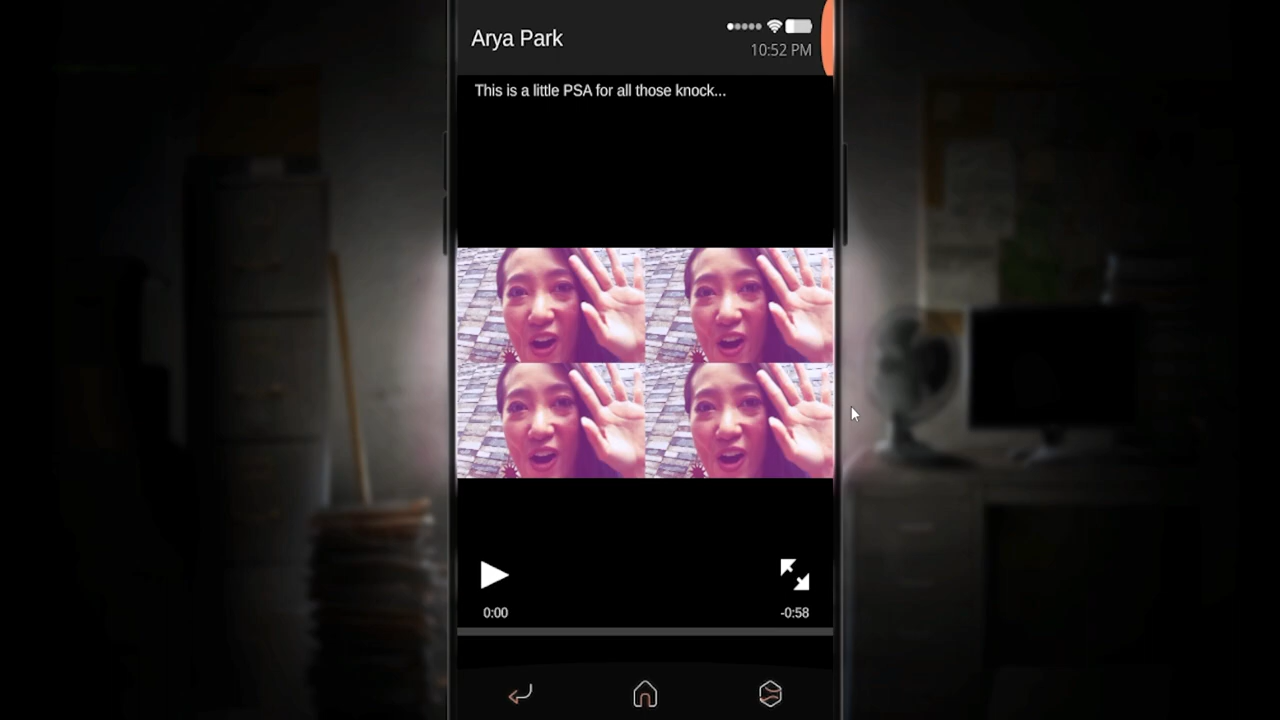 Arya Park
10:52 PM
This is a little PSA for all those knock...
0:00
-0:58